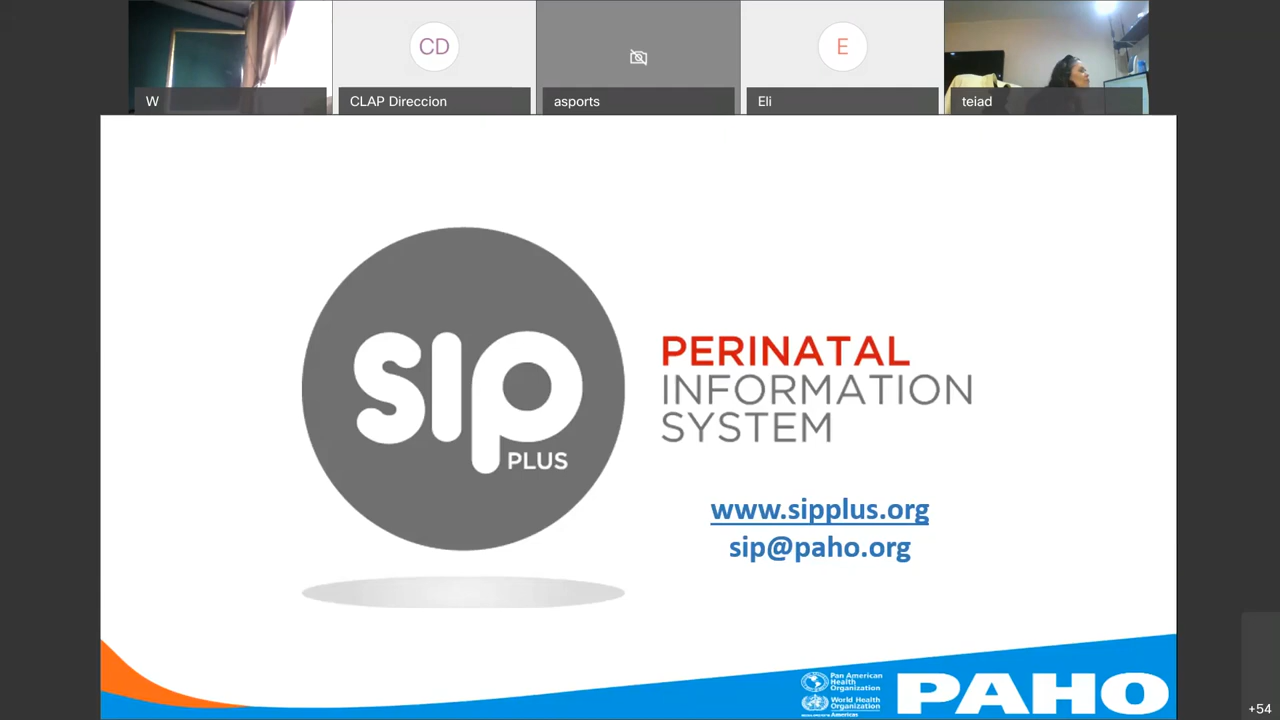 CD
E
W
CLAP Direccion
asports
Eli
teiad
sip
PLUS
PERINATAL
INFORMATION
SYSTEM
www.sipplus.org
sip@paho.org
Pan American
Health
Organization
World Health
Organization
Americas
PAHO
+54